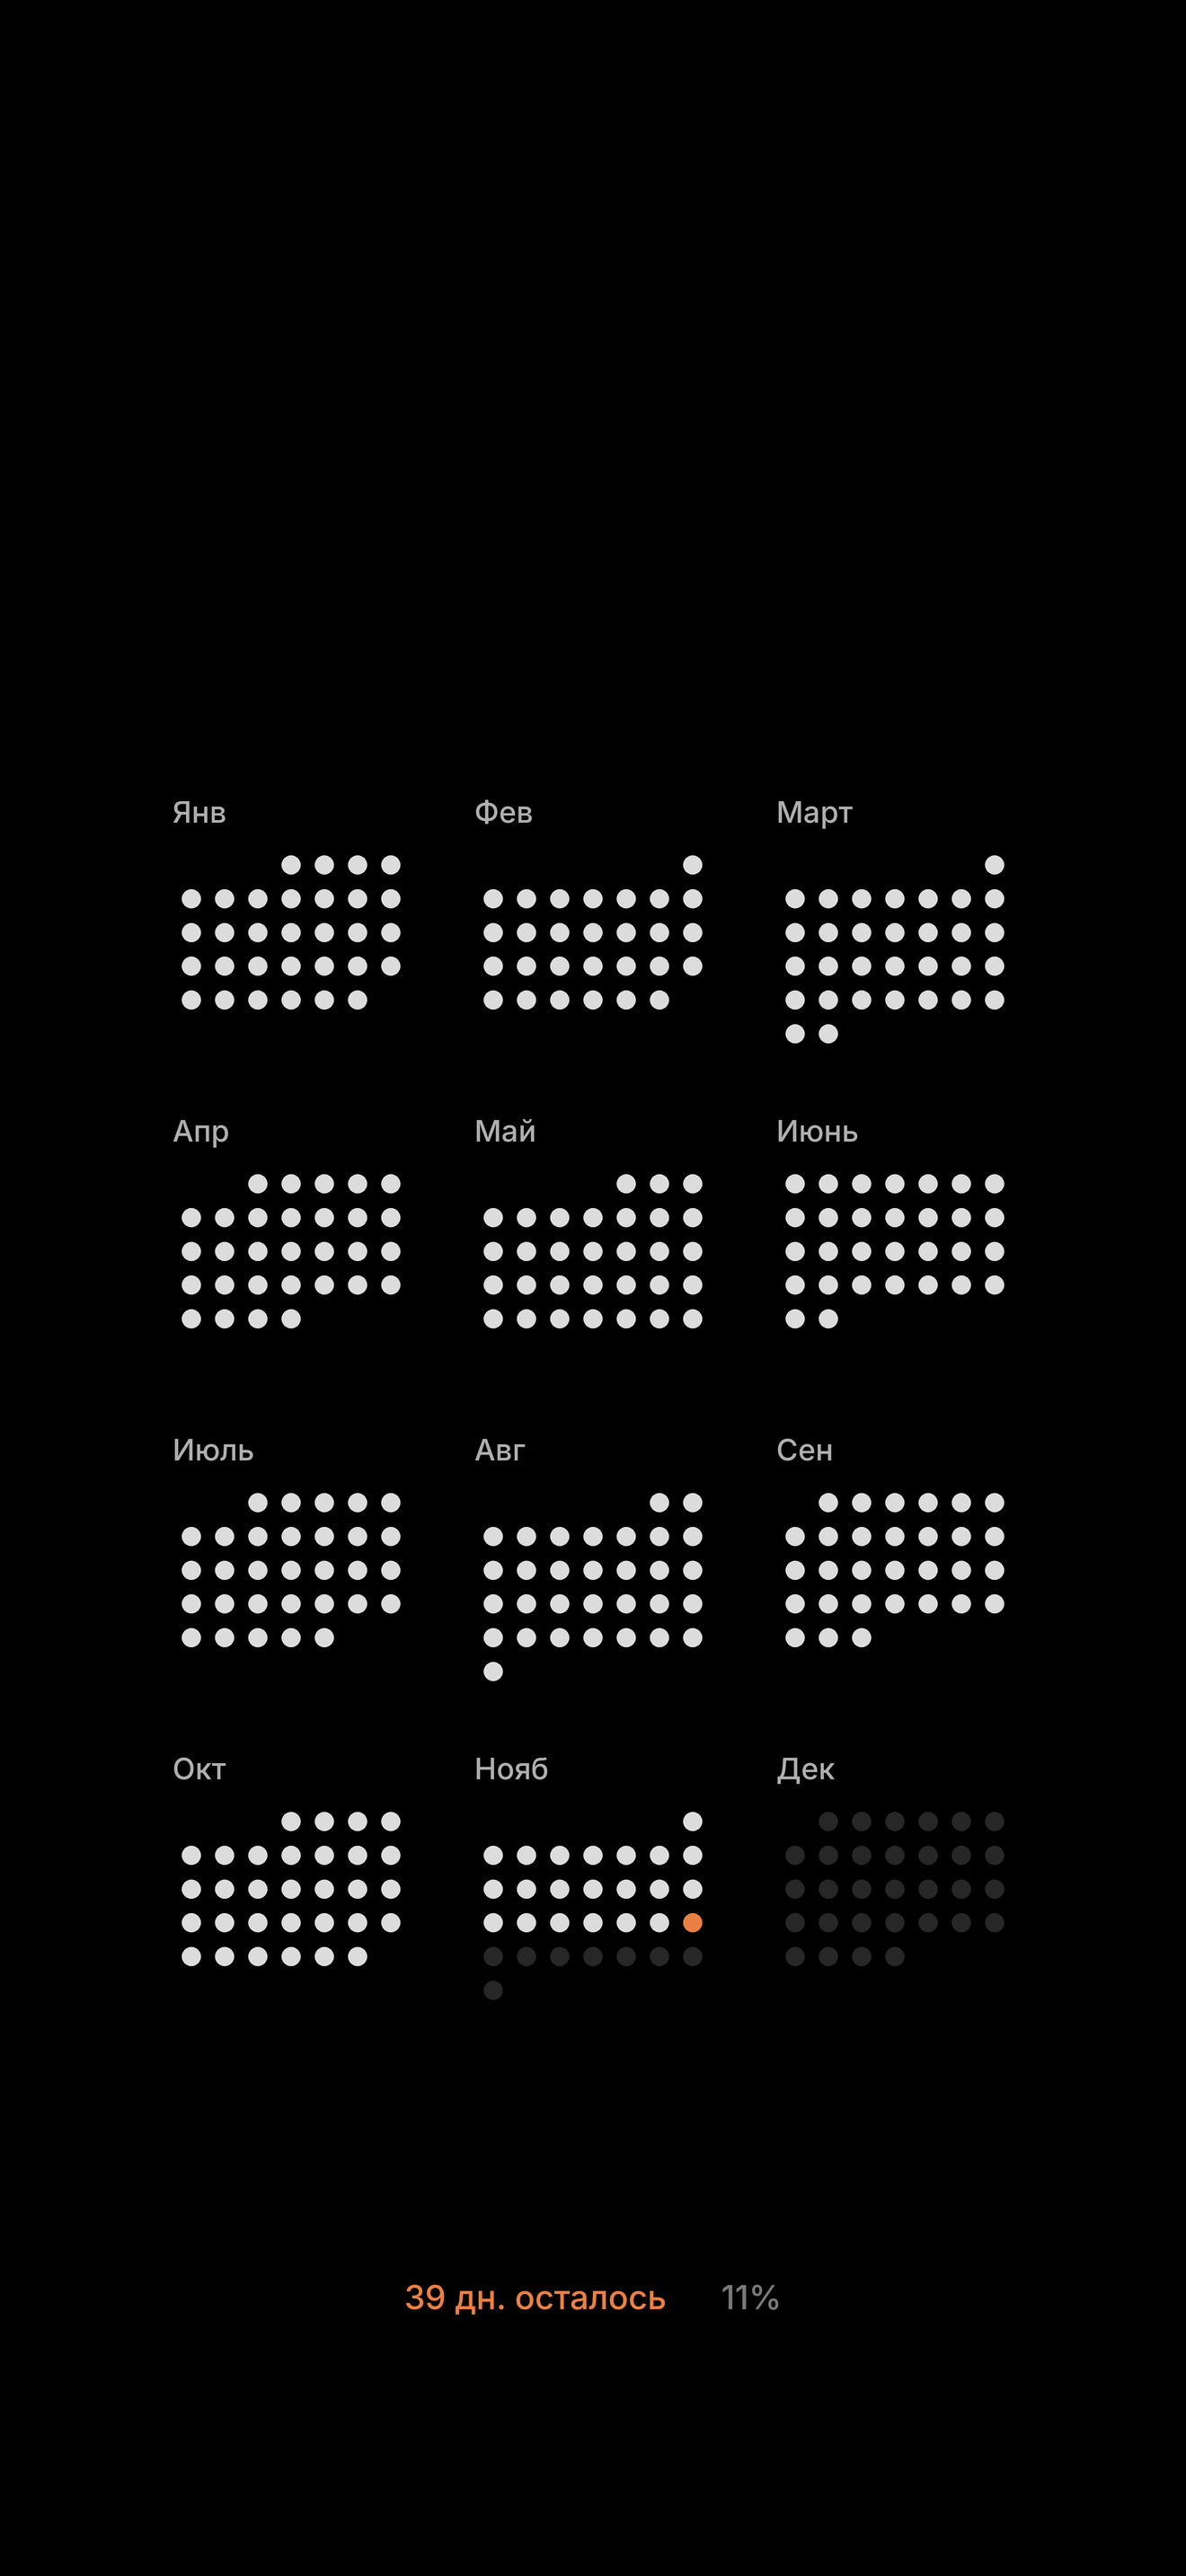 Янв Фев Март
Апр Май Июнь
Июль Авг Сен
Окт Нояб Дек
39 дн. осталось 11%